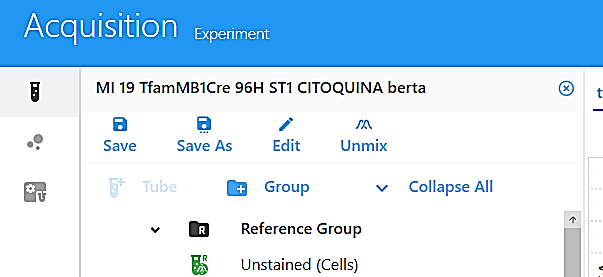 Acquisition Experiment
MI 19 TfamMB1Cre 96H ST1 CITOQUINA berta
Save Save As Edit Unmix
Tube Group Collapse All
R Reference Group
R Unstained (Cells)